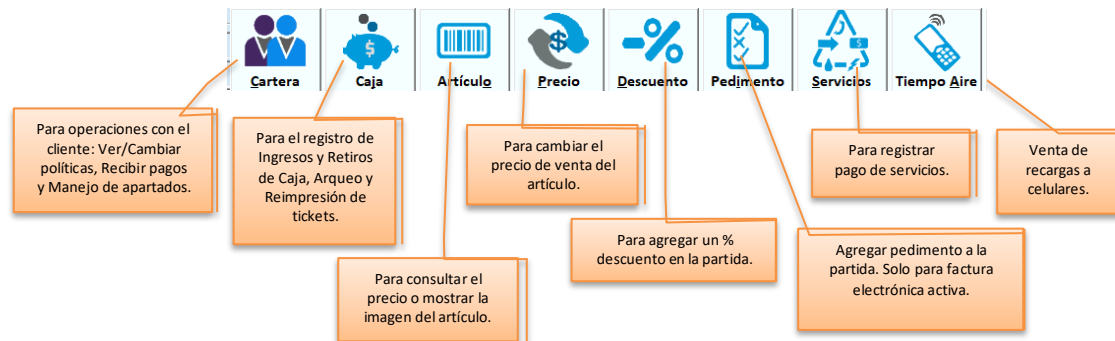 Cartera Caja Artículo Precio Descuento Pedimento Servicios Tiempo Aire
Para operaciones con el
cliente: Ver/Cambiar
políticas, Recibir pagos
y Manejo de apartados.
Para el registro de
Ingresos y Retiros
de Caja, Arqueo y
Reimpresión de
tickets.
Para cambiar el
precio de venta del
artículo.
Para registrar
pago de servicios.
Venta de
recargas a
celulares.
Para consultar el
precio o mostrar la
imagen del artículo.
Para agregar un %
descuento en la partida.
Agregar pedimento a la
partida. Solo para factura
electrónica activa.